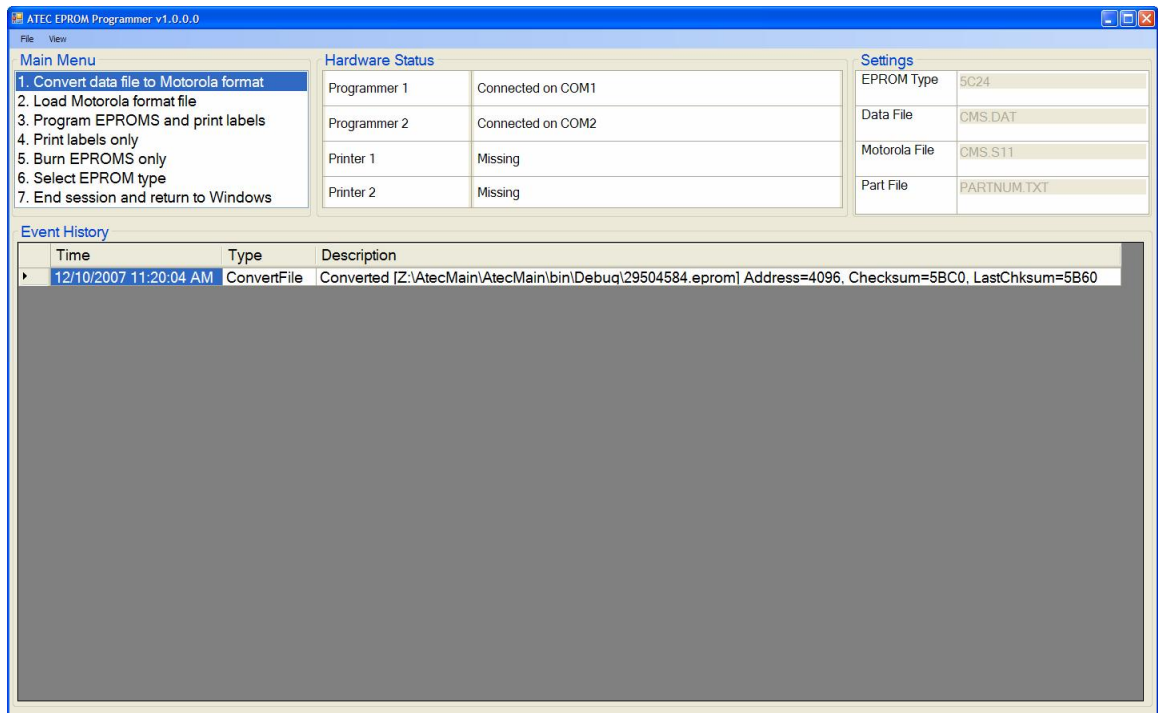 ATEC EPROM Programmer v1.0.0.0
File View
Main Menu
1. Convert data file to Motorola format
2. Load Motorola format file
3. Program EPROMS and print labels
4. Print labels only
5. Burn EPROMS only
6. Select EPROM type
7. End session and return to Windows
Hardware Status
Programmer 1 Connected on COM1
Programmer 2 Connected on COM2
Printer 1 Missing
Printer 2 Missing
Settings
EPROM Type 5C24
Data File CMS.DAT
Motorola File CMS.S11
Part File PARTNUM.TXT
Event History
Time Type Description
12/10/2007 11:20:04 AM ConvertFile Converted [Z:\AtecMain\AtecMain\bin\Debug\29504584.eprom] Address=4096, Checksum=5BC0, LastChksum=5B60